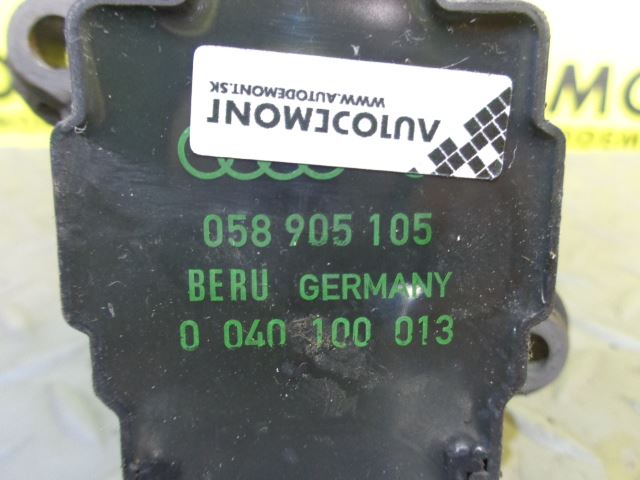 AUTODEMONT
WWW.AUTODEMONT.SK
058 905 105
BERU GERMANY
0 040 100 013